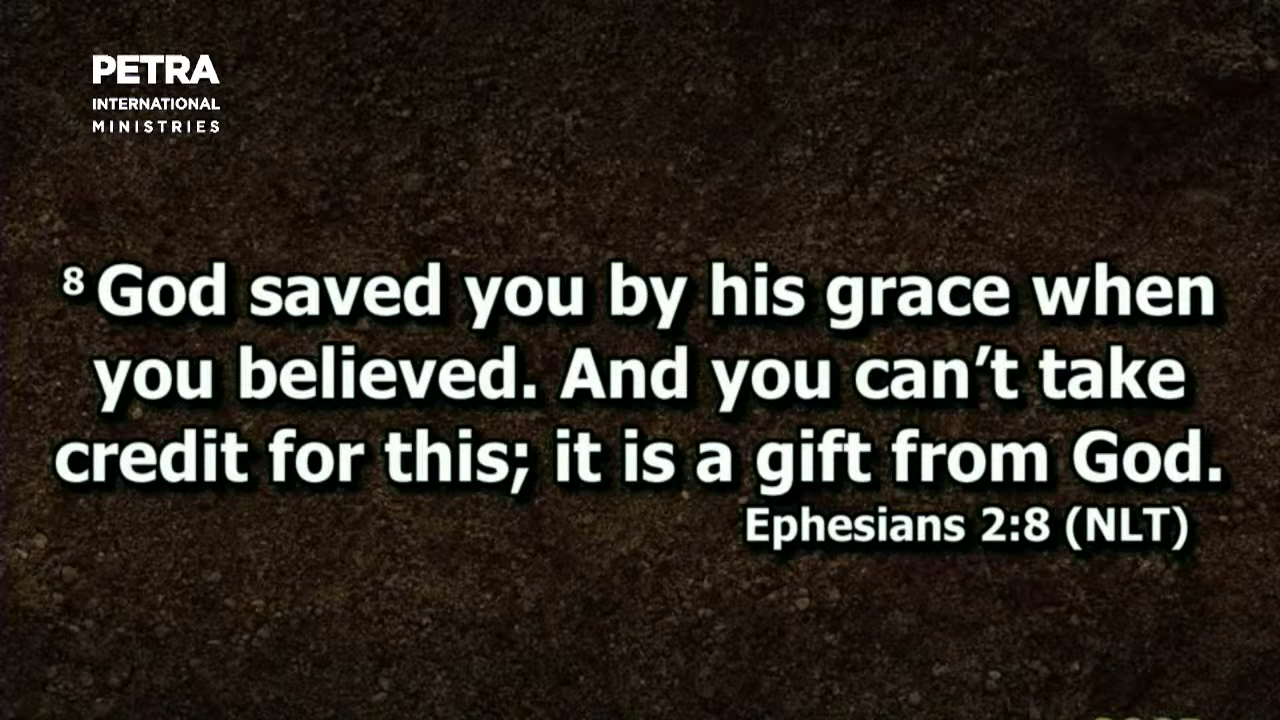 PETRA
INTERNATIONAL
MINISTRIES
8 God saved you by his grace when
you believed. And you can’t take
credit for this; it is a gift from God.
Ephesians 2:8 (NLT)